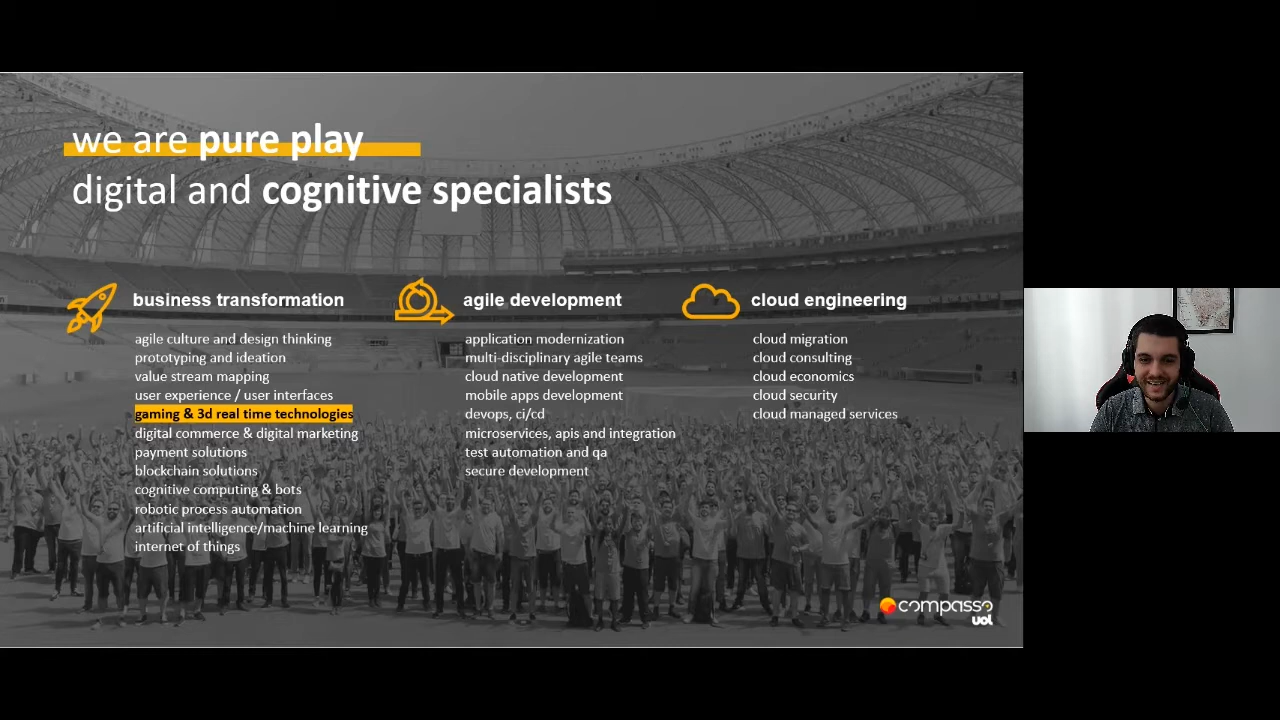 we are pure play
digital and cognitive specialists
business transformation
agile culture and design thinking
prototyping and ideation
value stream mapping
user experience / user interfaces
gaming & 3d real time technologies
digital commerce & digital marketing
payment solutions
blockchain solutions
cognitive computing & bots
robotic process automation
artificial intelligence/machine learning
internet of things
agile development
application modernization
multi-disciplinary agile teams
cloud native development
mobile apps development
devops, ci/cd
microservices, apis and integration
test automation and qa
secure development
cloud engineering
cloud migration
cloud consulting
cloud economics
cloud security
cloud managed services
compasso
uol